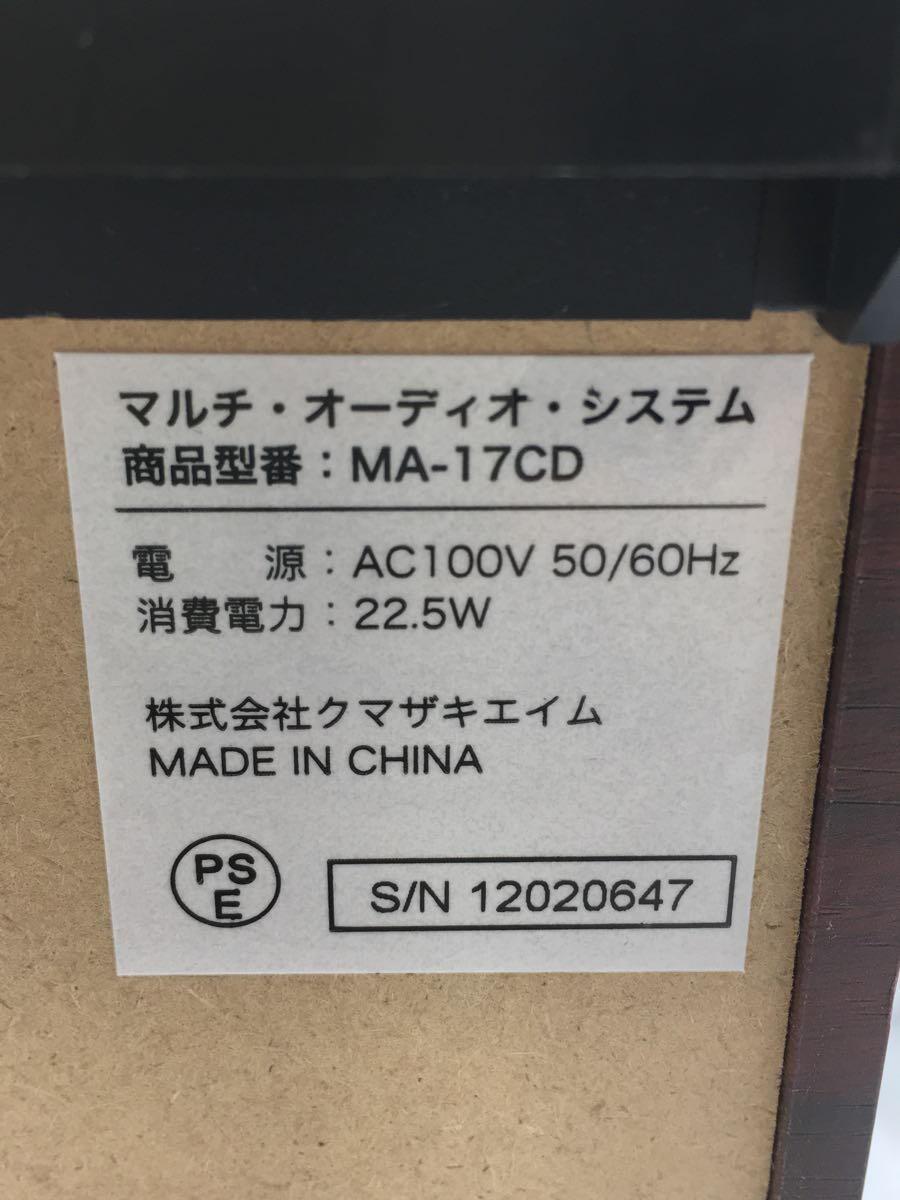 マルチ・オーディオ・システム
商品型番：MA-17CD
電　　源：AC100V 50/60Hz
消費電力：22.5W
株式会社クマザキエイム
MADE IN CHINA
PS
E
S/N 12020647